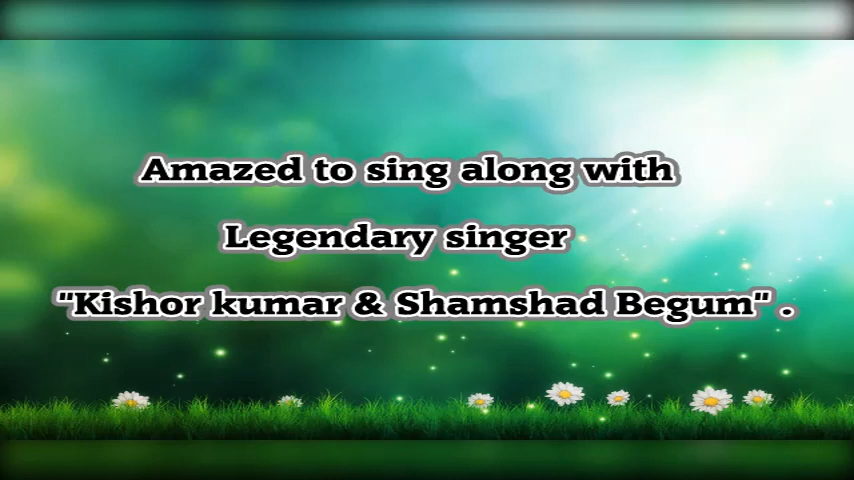 Amazed to sing along with
Legendary singer
"Kishor kumar & Shamshad Begum" .